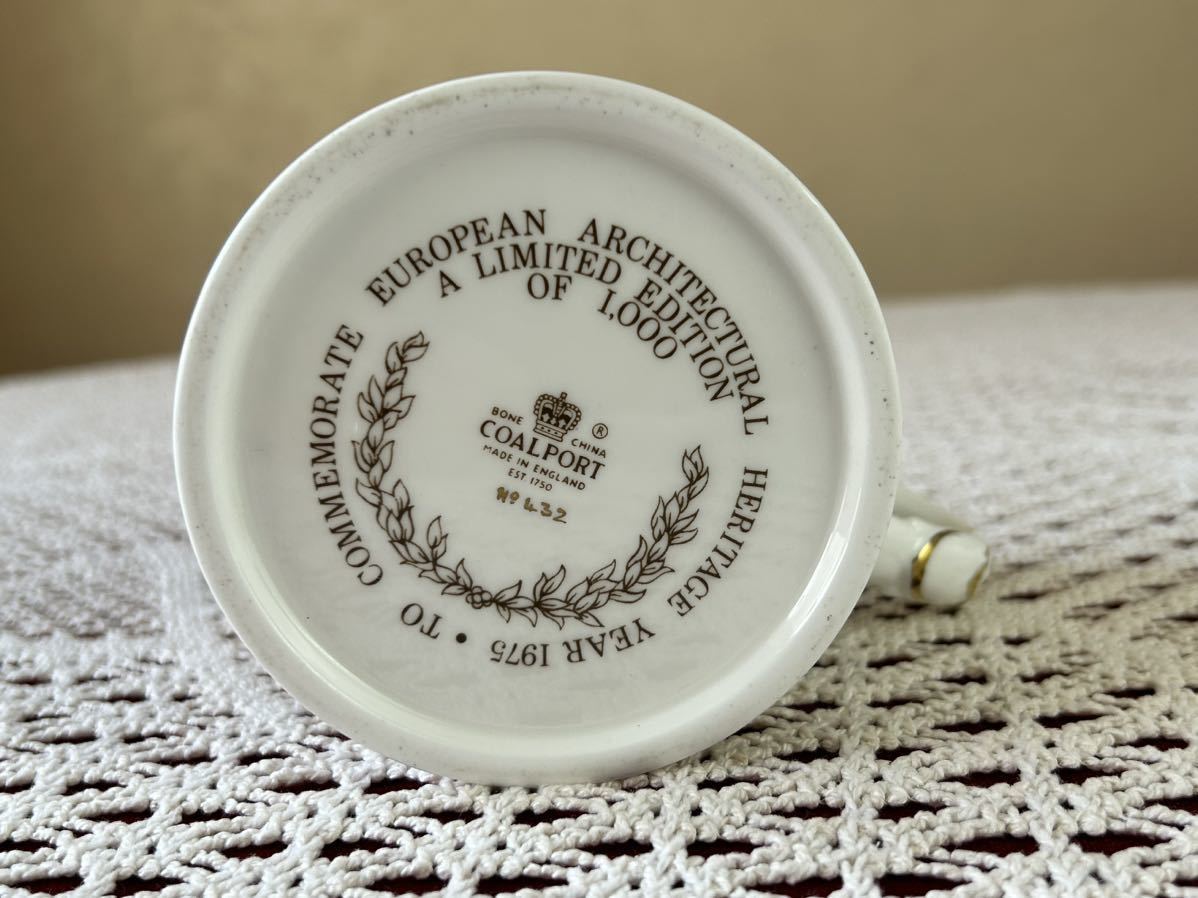 TO COMMEMORATE EUROPEAN ARCHITECTURAL HERITAGE YEAR 1975 •
A LIMITED EDITION
OF 1,000
BONE CHINA ®
COALPORT
MADE IN ENGLAND
EST. 1750
Nº 432